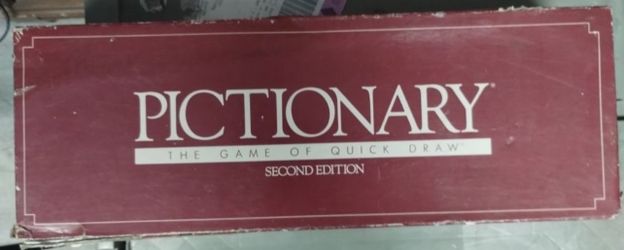 PICTIONARY®
THE GAME OF QUICK DRAW
SECOND EDITION